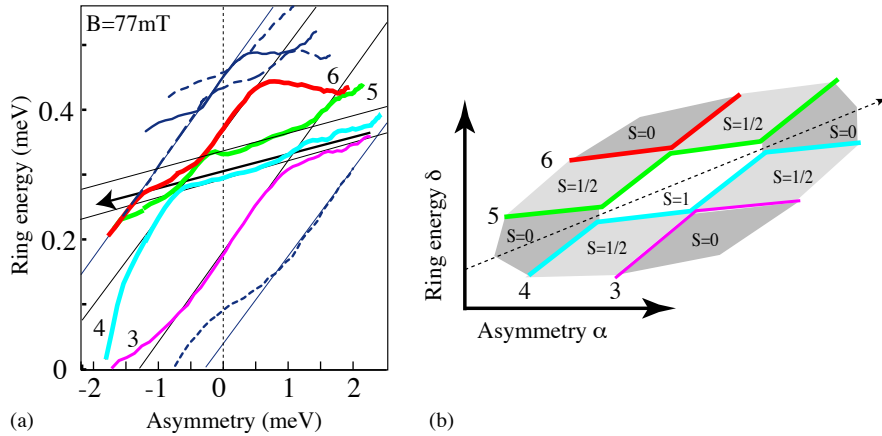 B=77mT
Ring energy (meV)
0.4
0.2
0
-2
-1
0
1
2
Asymmetry (meV)
6
5
4
3
(a)
Ring energy δ
Asymmetry α
6
5
4
3
S=0
S=1/2
S=0
S=1/2
S=1
S=1/2
S=0
S=1/2
S=0
(b)